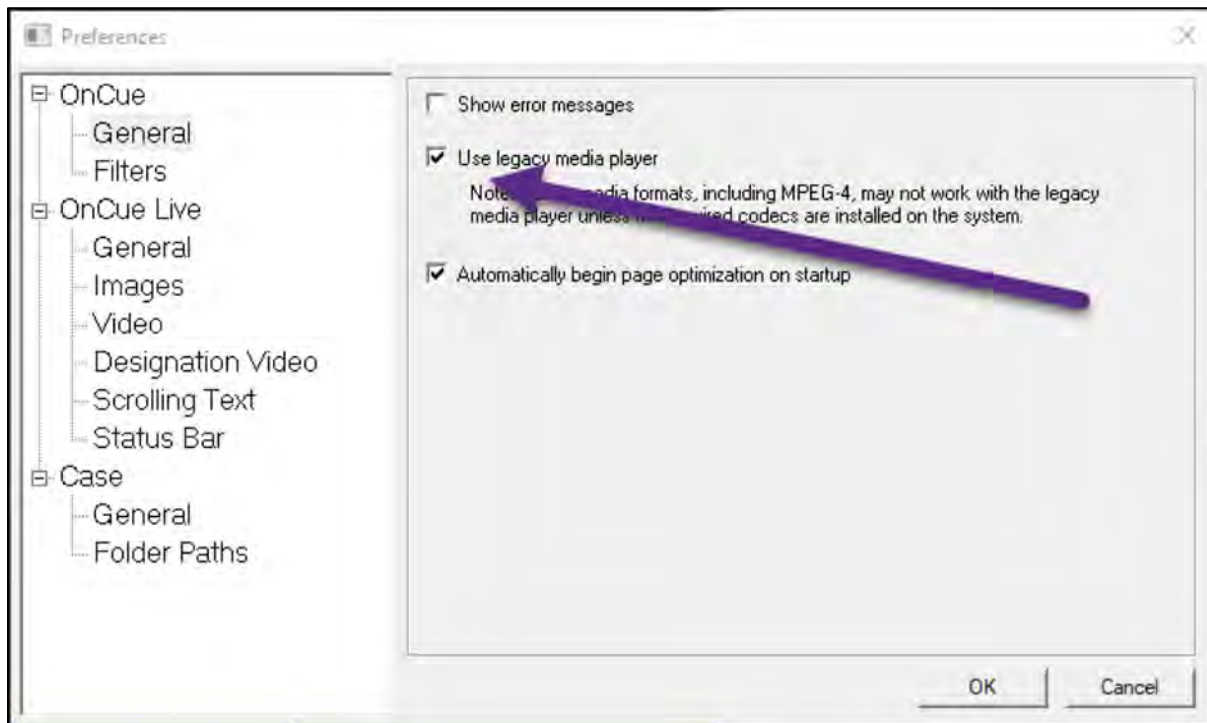 Preferences
OnCue
General
Filters
OnCue Live
General
Images
Video
Designation Video
Scrolling Text
Status Bar
Case
General
Folder Paths
Show error messages
Use legacy media player
Note: media formats, including MPEG-4, may not work with the legacy
media player unless required codecs are installed on the system.
Automatically begin page optimization on startup
OK
Cancel